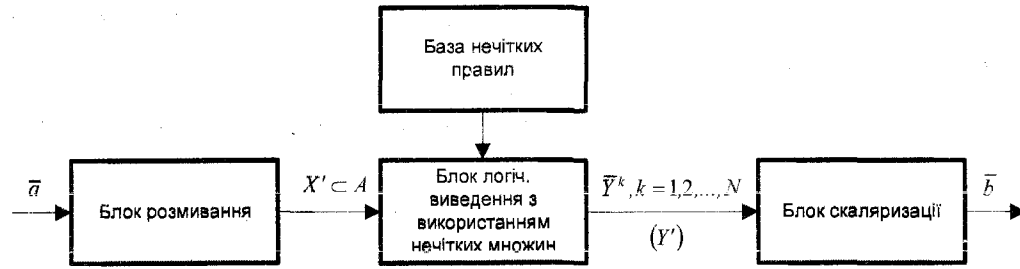 База нечітких
правил
a̅
Блок розмивання
X' ⊂ A
Блок логіч.
виведення з
використанням
нечітких множин
Y̅ᵏ, k = 1,2,..., N
(Y')
Блок скаляризації
b̅